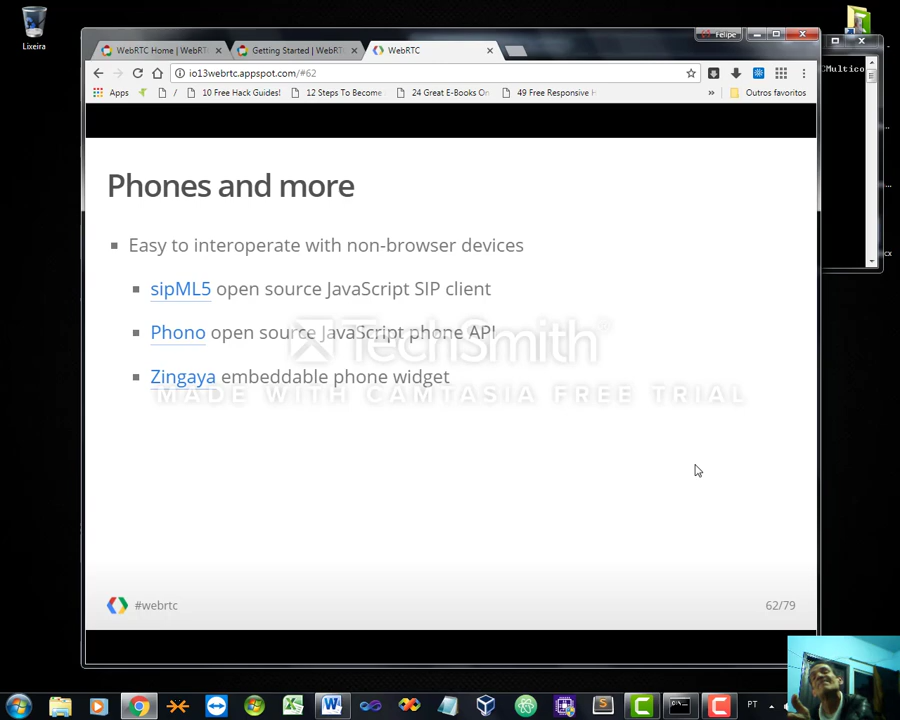 Lixeira
WebRTC Home | WebRT
Getting Started | WebRT
WebRTC
Felipe
io13webrtc.appspot.com/#62
Apps
/
10 Free Hack Guides!
12 Steps To Become
24 Great E-Books On
49 Free Responsive H
»
Outros favoritos
Multico
Phones and more
Easy to interoperate with non-browser devices
sipML5 open source JavaScript SIP client
Phono open source JavaScript phone API
Zingaya embeddable phone widget
TechSmith
MADE WITH CAMTASIA FREE TRIAL
#webrtc
62/79
PT